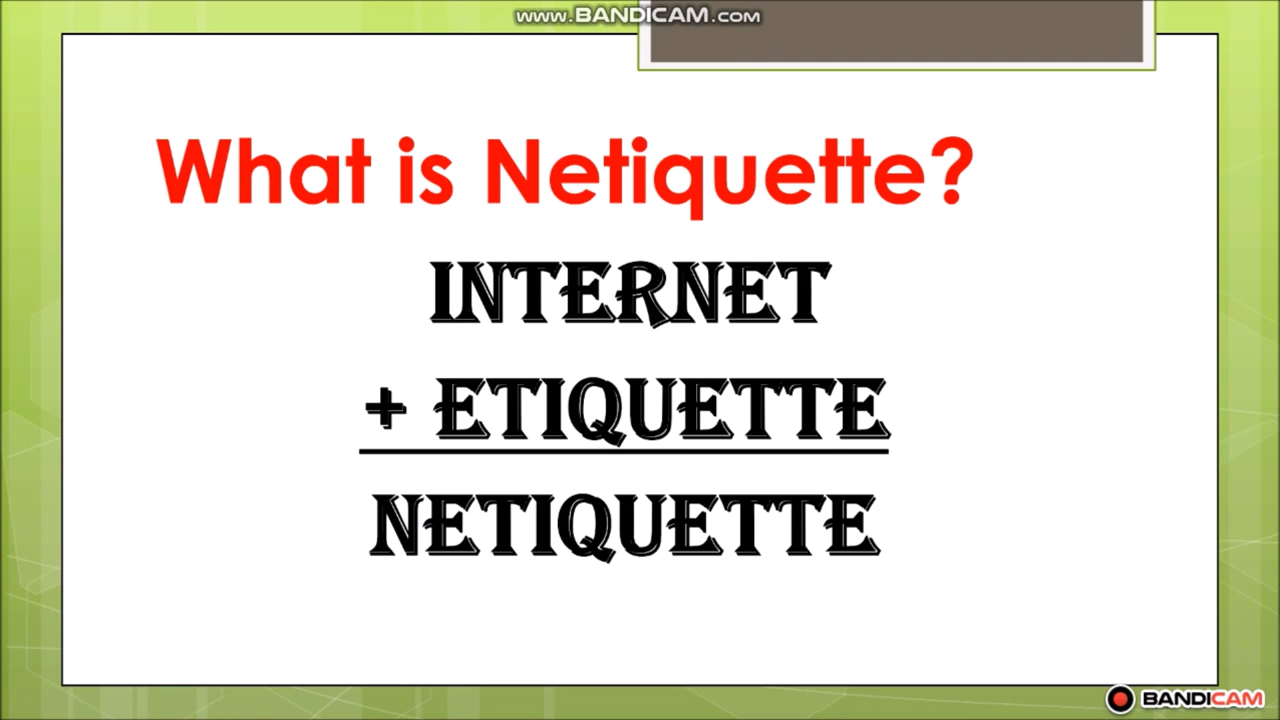 www.BANDICAM.com
What is Netiquette?
INTERNET
+ ETIQUETTE
NETIQUETTE
BANDICAM